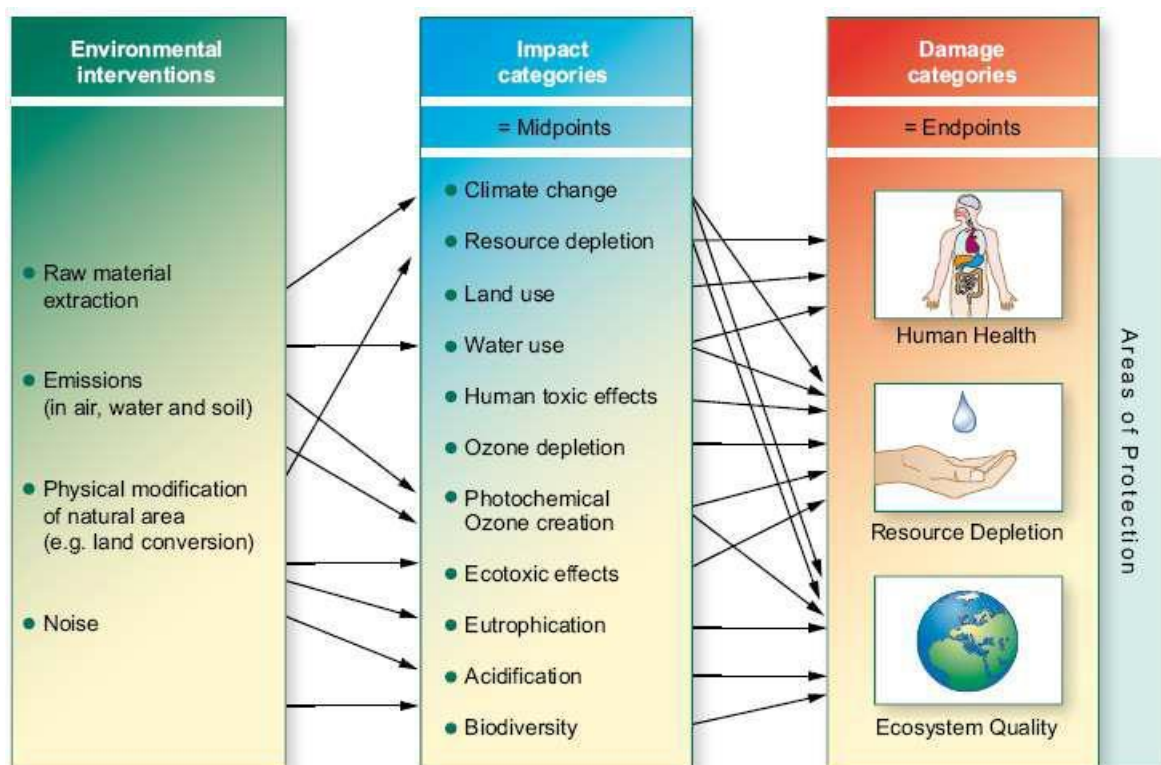 Environmental
interventions
Raw material
extraction
Emissions
(in air, water and soil)
Physical modification
of natural area
(e.g. land conversion)
Noise
Impact
categories
= Midpoints
Climate change
Resource depletion
Land use
Water use
Human toxic effects
Ozone depletion
Photochemical
Ozone creation
Ecotoxic effects
Eutrophication
Acidification
Biodiversity
Damage
categories
= Endpoints
Human Health
Resource Depletion
Ecosystem Quality
Areas of Protection